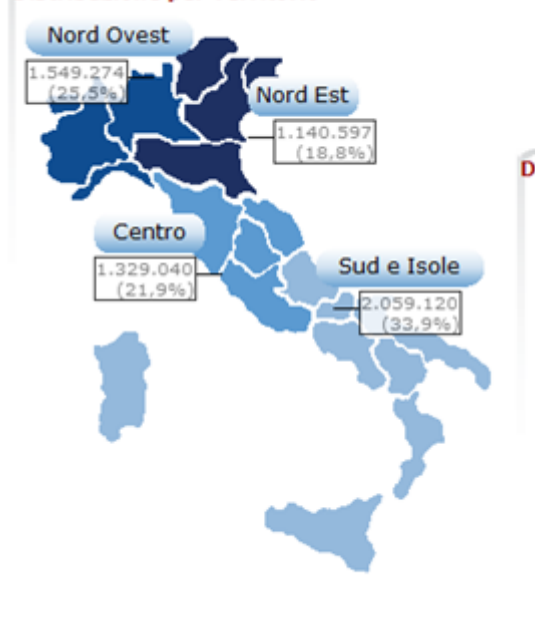 Nord Ovest
1.549.274
(25,5%)
Nord Est
1.140.597
(18,8%)
D
Centro
1.329.040
(21,9%)
Sud e Isole
2.059.120
(33,9%)